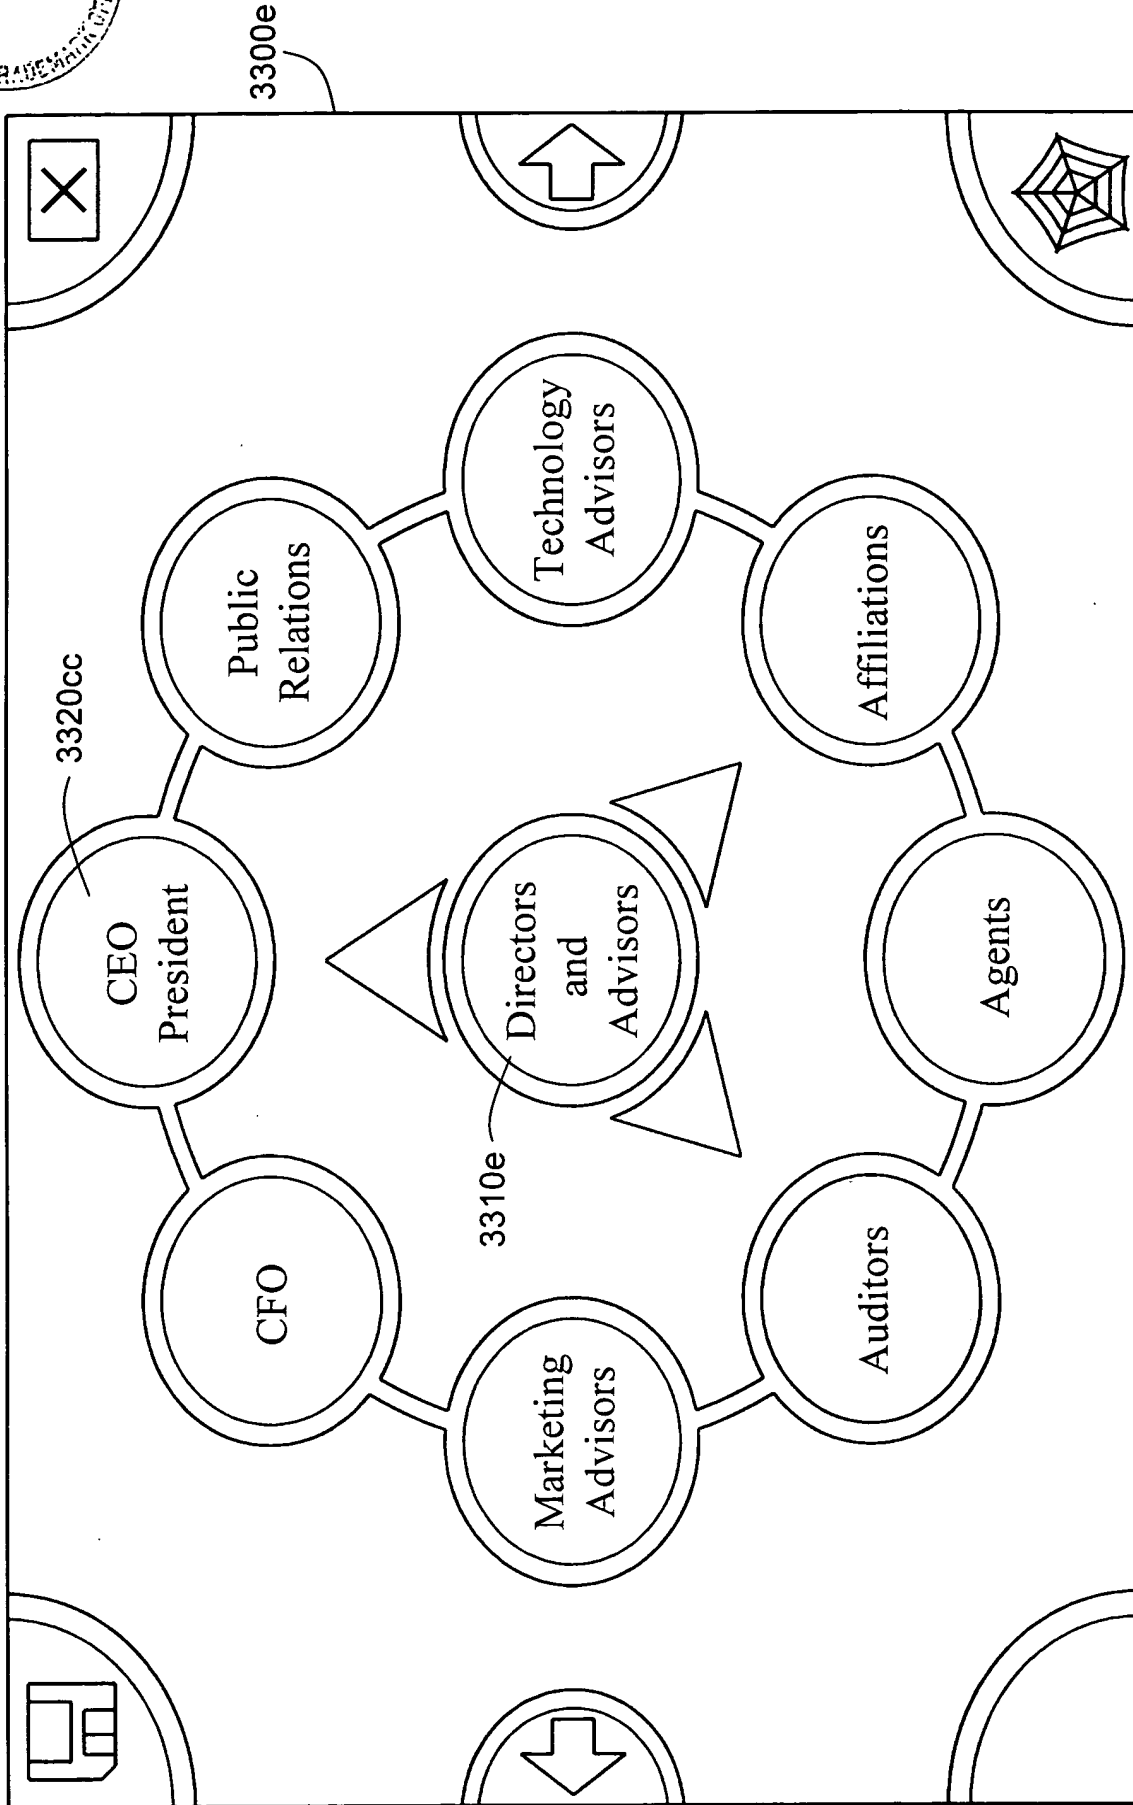 3300e
3320cc
CEO
President
CFO
Public
Relations
3310e
Directors
and
Advisors
Marketing
Advisors
Technology
Advisors
Auditors
Affiliations
Agents